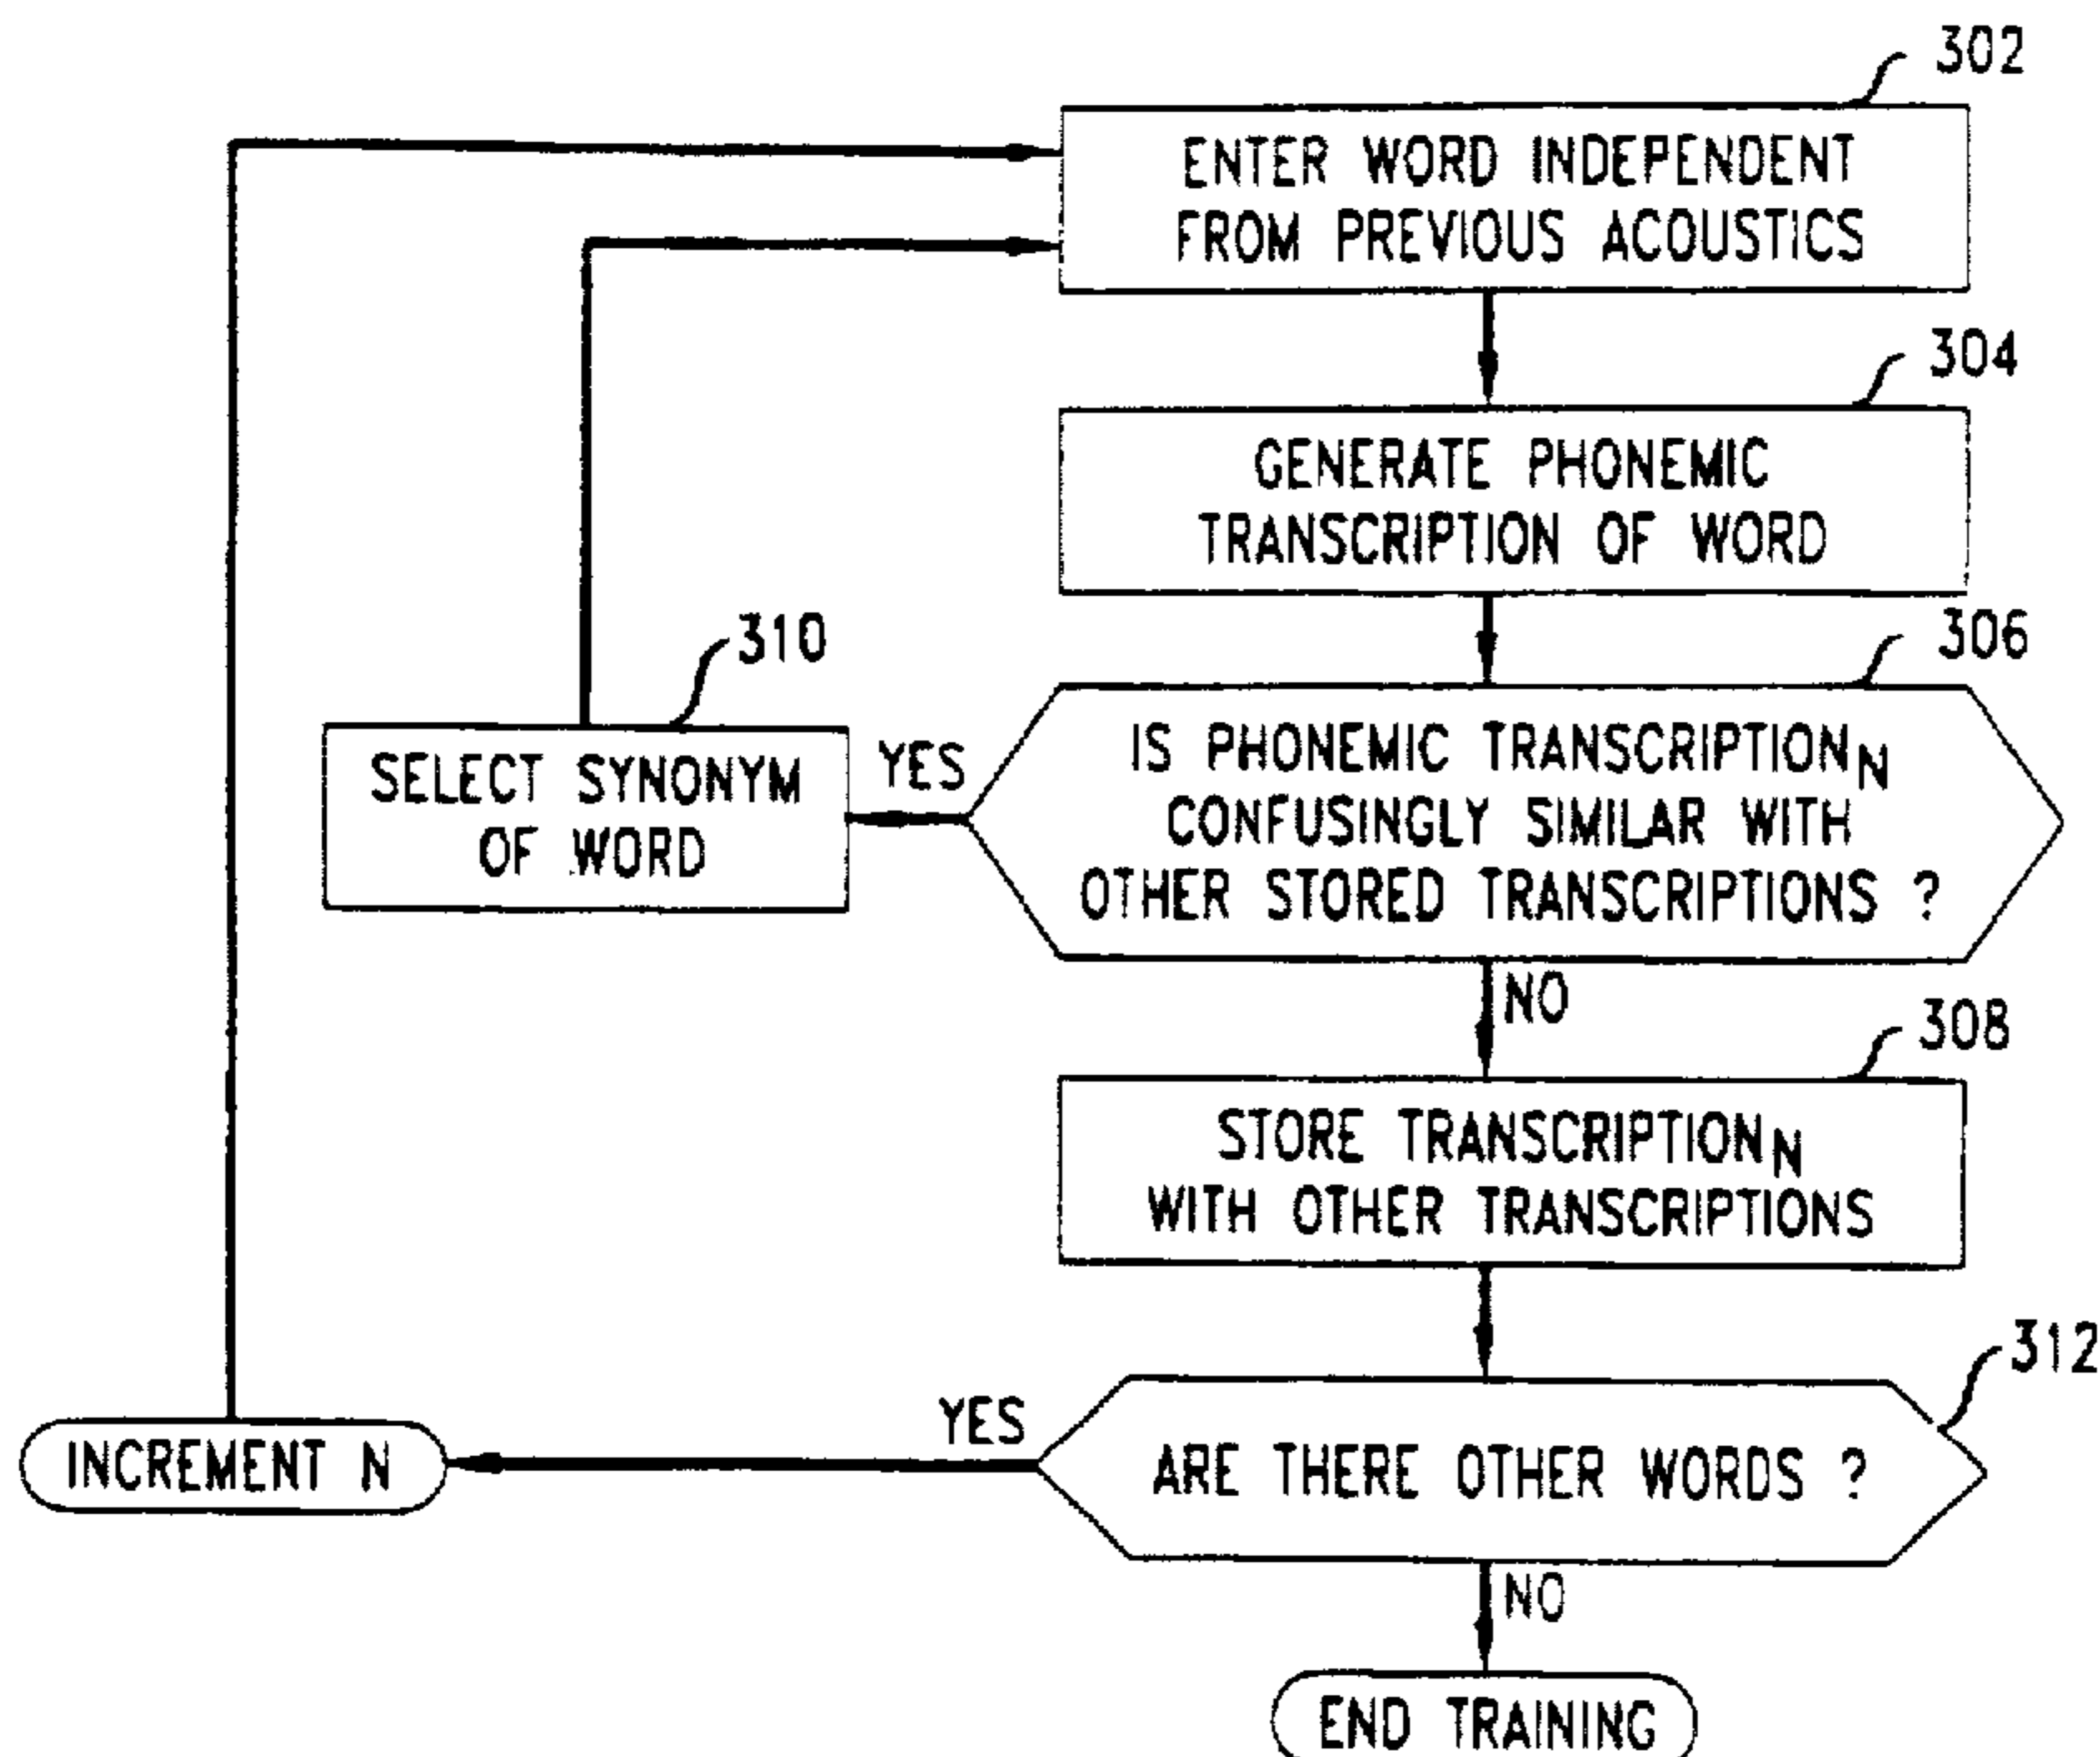 302
ENTER WORD INDEPENDENT
FROM PREVIOUS ACOUSTICS
304
GENERATE PHONEMIC
TRANSCRIPTION OF WORD
306
IS PHONEMIC TRANSCRIPTIONN
CONFUSINGLY SIMILAR WITH
OTHER STORED TRANSCRIPTIONS ?
YES
310
SELECT SYNONYM
OF WORD
NO
308
STORE TRANSCRIPTIONN
WITH OTHER TRANSCRIPTIONS
312
ARE THERE OTHER WORDS ?
YES
INCREMENT N
NO
END TRAINING